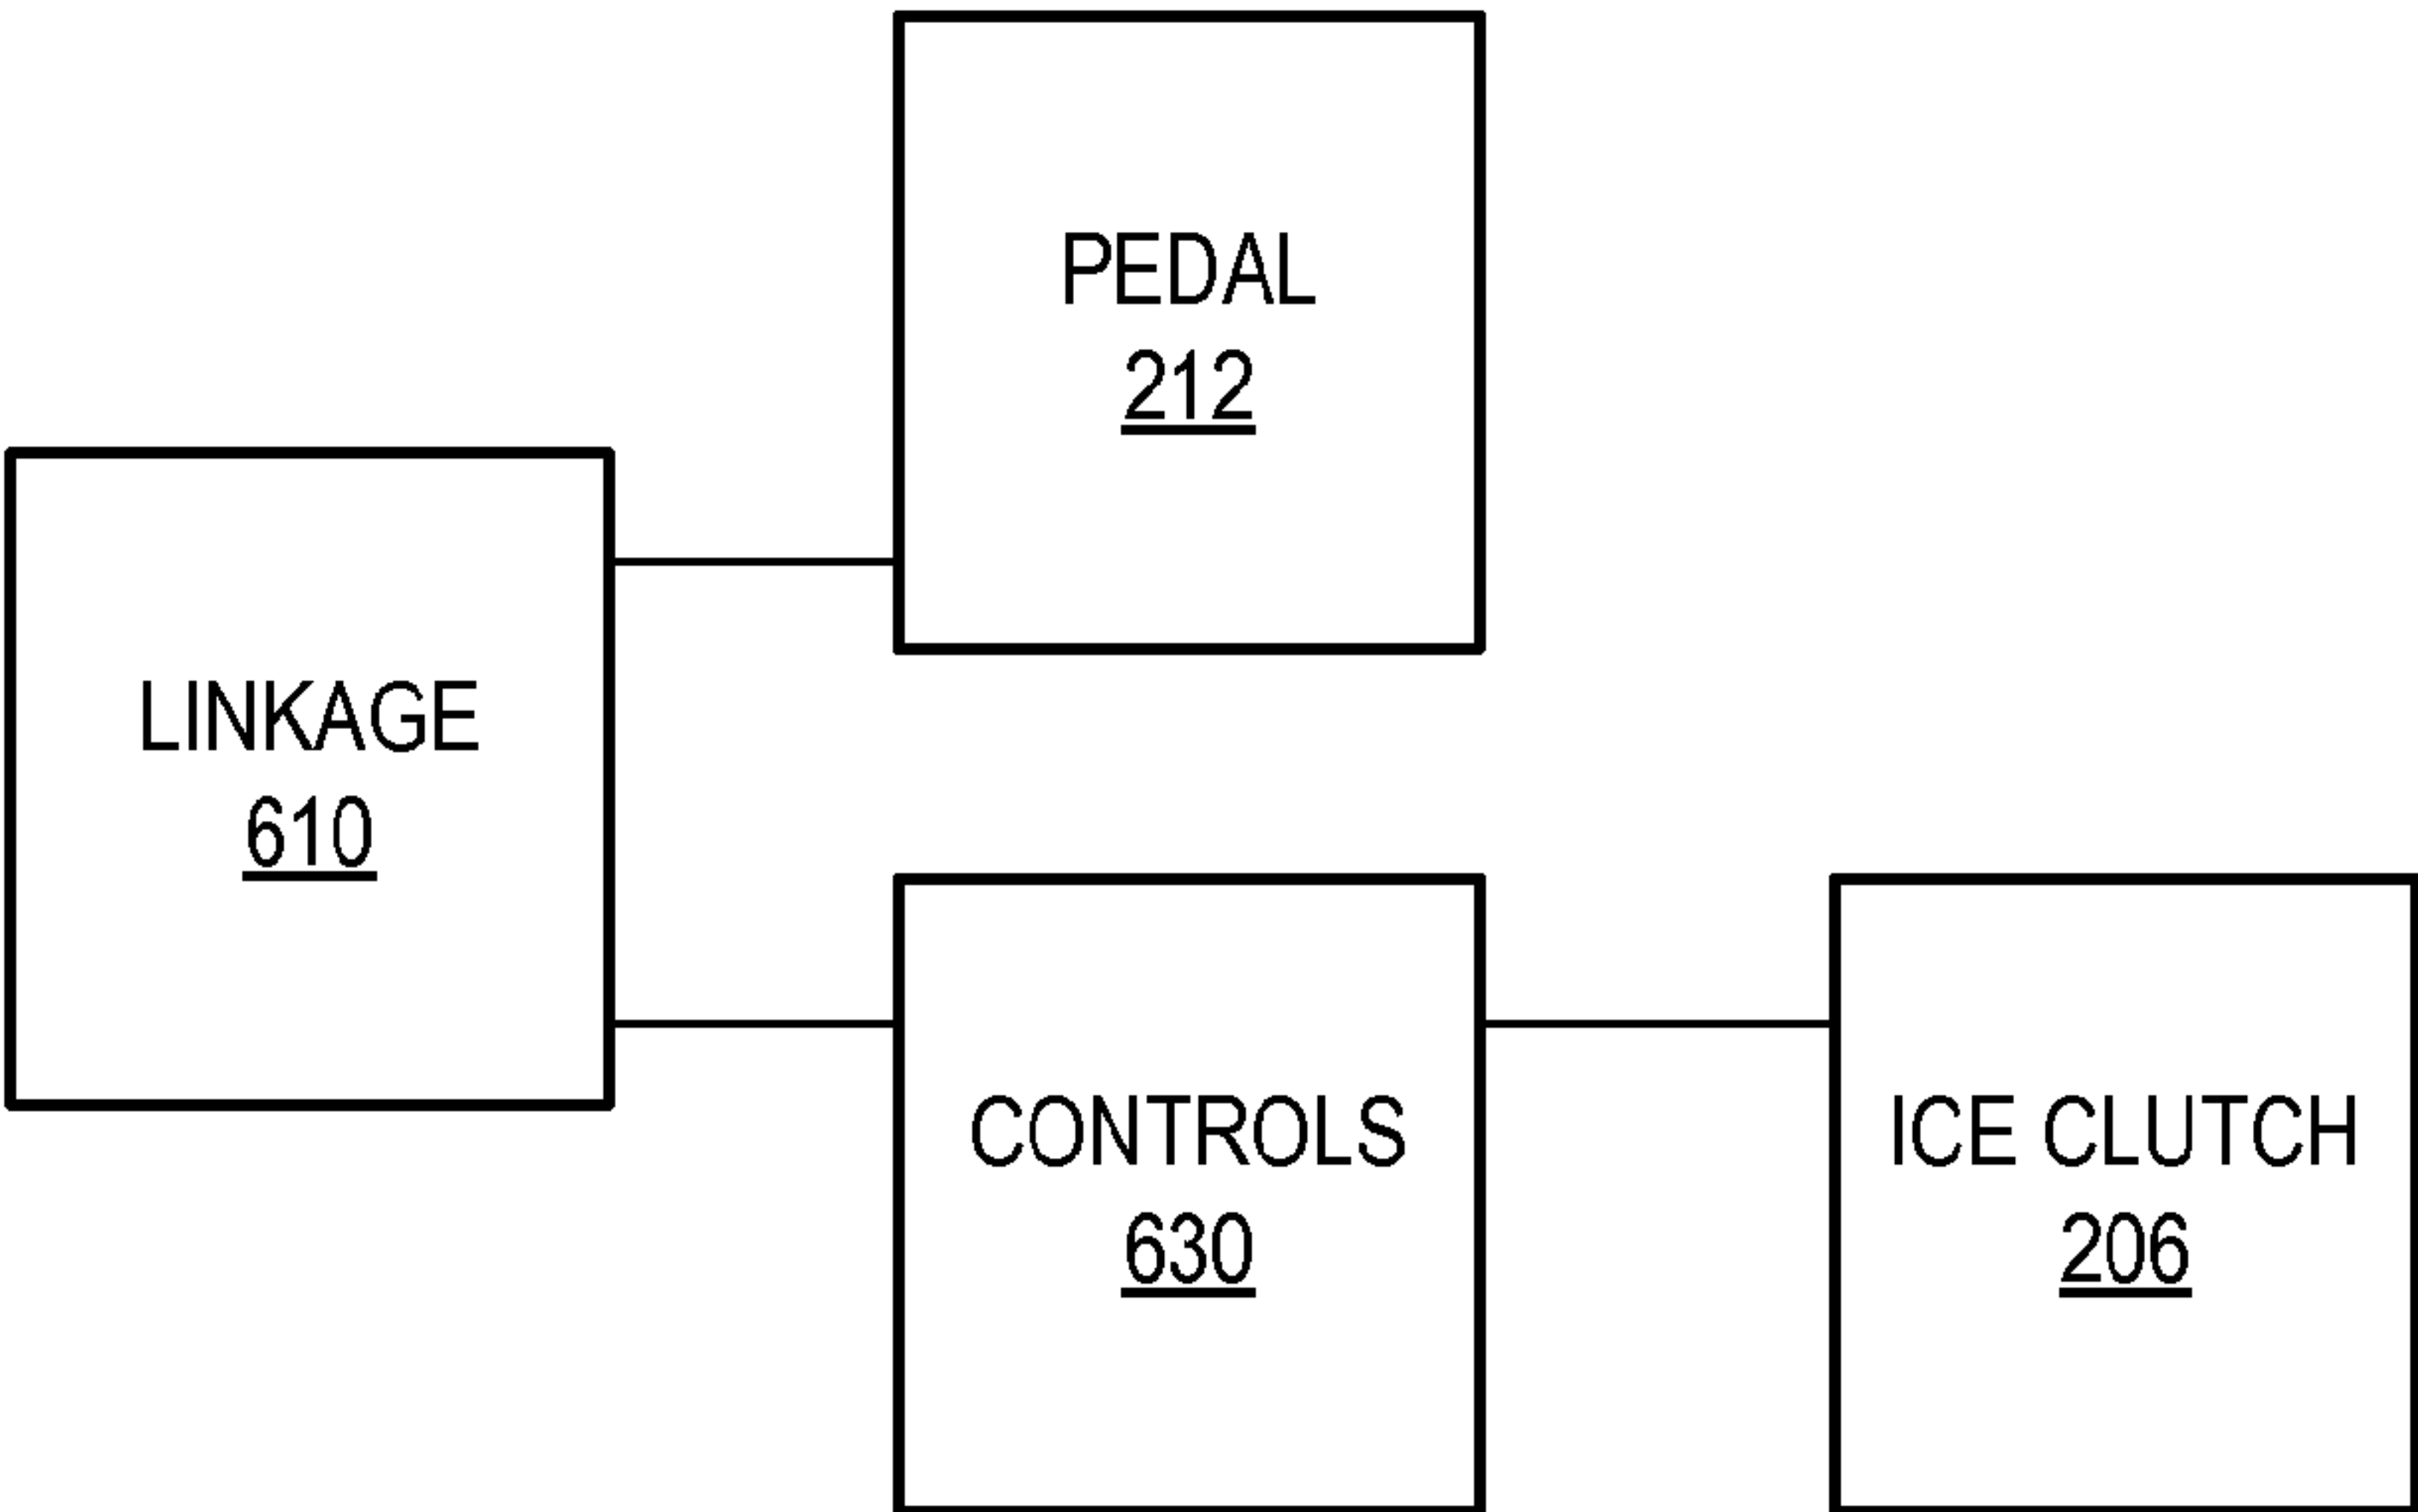 PEDAL
212
LINKAGE
610
CONTROLS
630
ICE CLUTCH
206